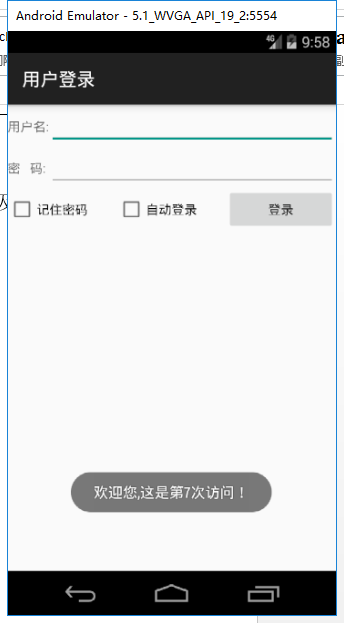 Android Emulator - 5.1_WVGA_API_19_2:5554
4G 9:58
用户登录
用户名:
密 码:
记住密码 自动登录 登录
欢迎您,这是第7次访问！